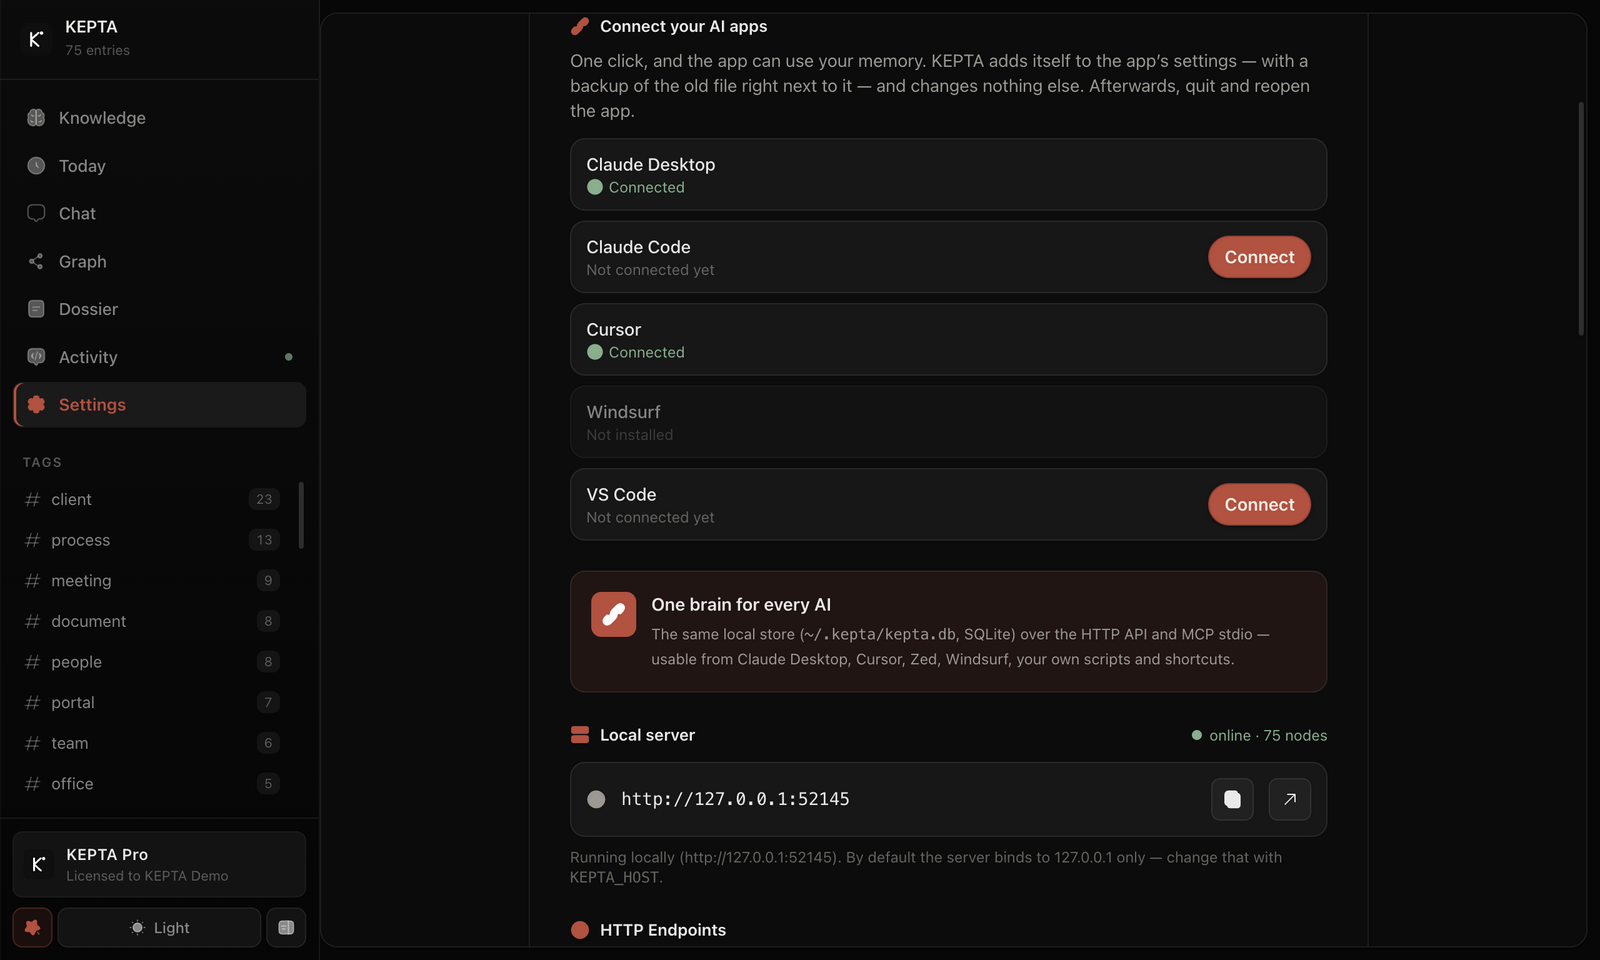 KEPTA
75 entries
Knowledge
Today
Chat
Graph
Dossier
Activity
Settings
TAGS
# client 23
# process 13
# meeting 9
# document 8
# people 8
# portal 7
# team 6
# office 5
KEPTA Pro
Licensed to KEPTA Demo
Light
Connect your AI apps
One click, and the app can use your memory. KEPTA adds itself to the app’s settings — with a
backup of the old file right next to it — and changes nothing else. Afterwards, quit and reopen
the app.
Claude Desktop
Connected
Claude Code
Not connected yet
Connect
Cursor
Connected
Windsurf
Not installed
VS Code
Not connected yet
Connect
One brain for every AI
The same local store (~/.kepta/kepta.db, SQLite) over the HTTP API and MCP stdio —
usable from Claude Desktop, Cursor, Zed, Windsurf, your own scripts and shortcuts.
Local server
online · 75 nodes
http://127.0.0.1:52145
Running locally (http://127.0.0.1:52145). By default the server binds to 127.0.0.1 only — change that with
KEPTA_HOST.
HTTP Endpoints